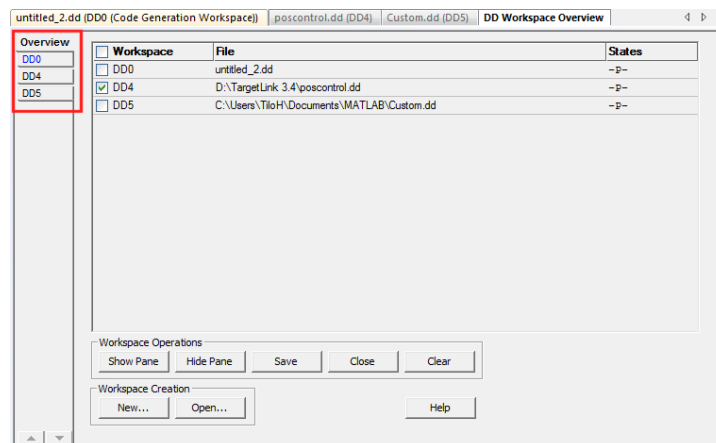 untitled_2.dd (DD0 (Code Generation Workspace)) poscontrol.dd (DD4) Custom.dd (DD5) DD Workspace Overview
Overview
DD0
DD4
DD5
Workspace File States
DD0 untitled_2.dd -P-
DD4 D:\TargetLink 3.4\poscontrol.dd -P-
DD5 C:\Users\TiloH\Documents\MATLAB\Custom.dd -P-
Workspace Operations
Show Pane Hide Pane Save Close Clear
Workspace Creation
New... Open... Help